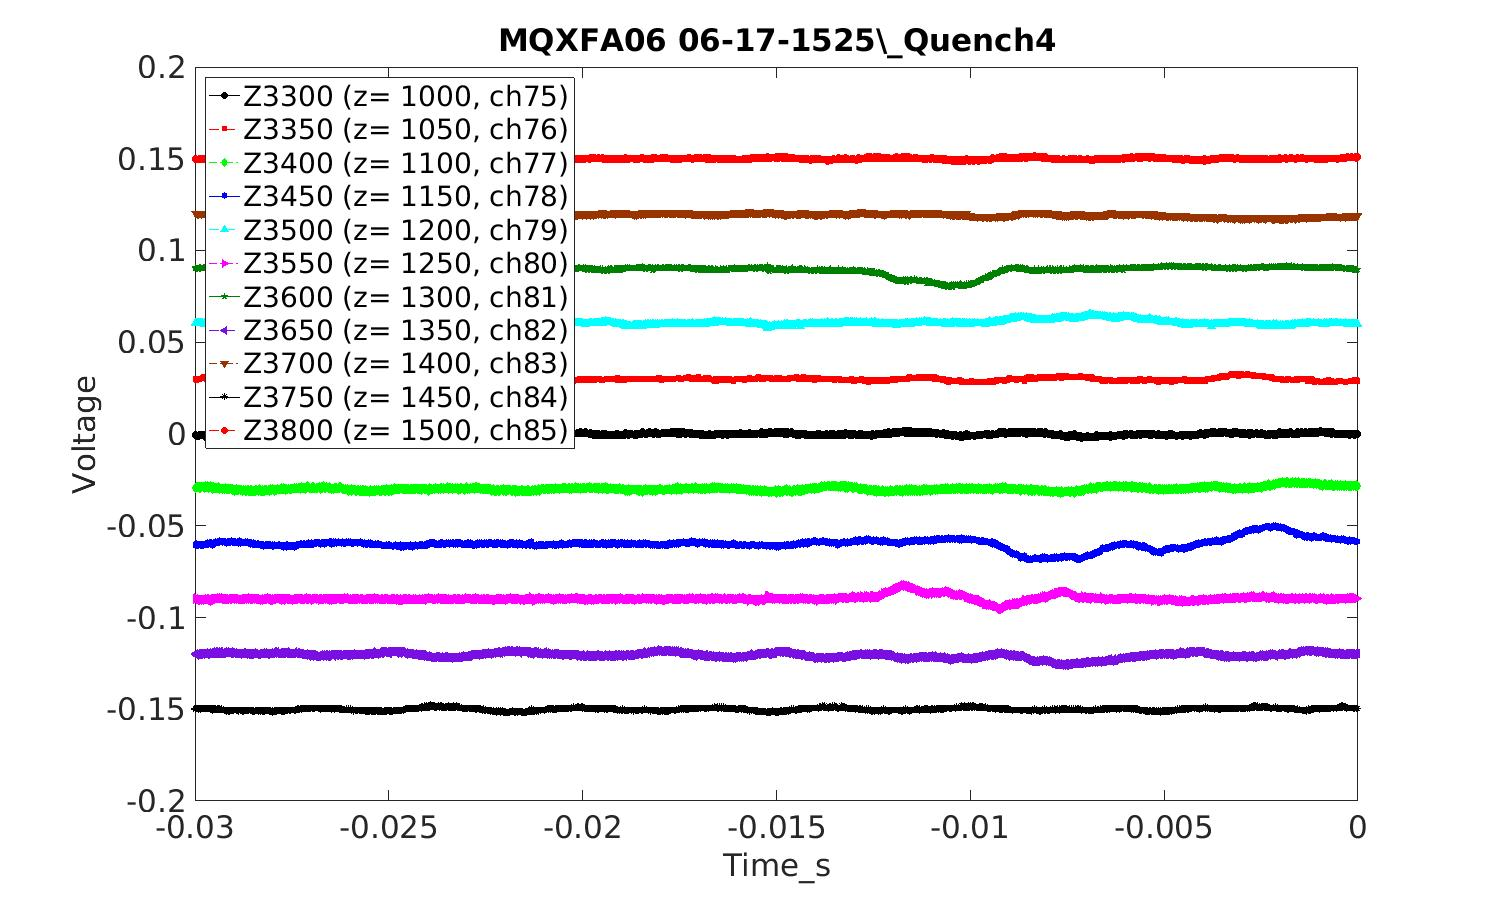 MQXFA06 06-17-1525\_Quench4
0.2
0.15
0.1
0.05
0
-0.05
-0.1
-0.15
-0.2
Voltage
Z3300 (z= 1000, ch75)
Z3350 (z= 1050, ch76)
Z3400 (z= 1100, ch77)
Z3450 (z= 1150, ch78)
Z3500 (z= 1200, ch79)
Z3550 (z= 1250, ch80)
Z3600 (z= 1300, ch81)
Z3650 (z= 1350, ch82)
Z3700 (z= 1400, ch83)
Z3750 (z= 1450, ch84)
Z3800 (z= 1500, ch85)
-0.03 -0.025 -0.02 -0.015 -0.01 -0.005 0
Time_s